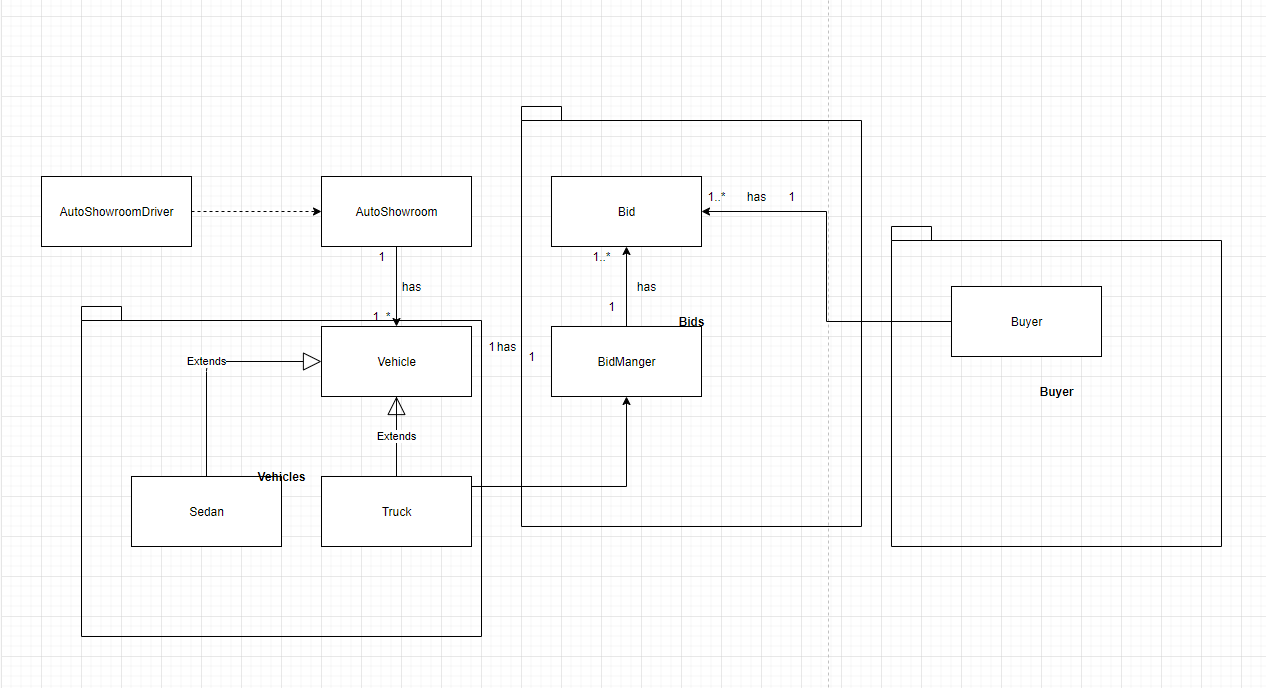 AutoShowroomDriver
AutoShowroom
Bid
1..*
has
1
1
has
1..*
1..*
has
1
Vehicle
Extends
1 has
1
Bids
BidManger
Buyer
Buyer
Extends
Vehicles
Sedan
Truck